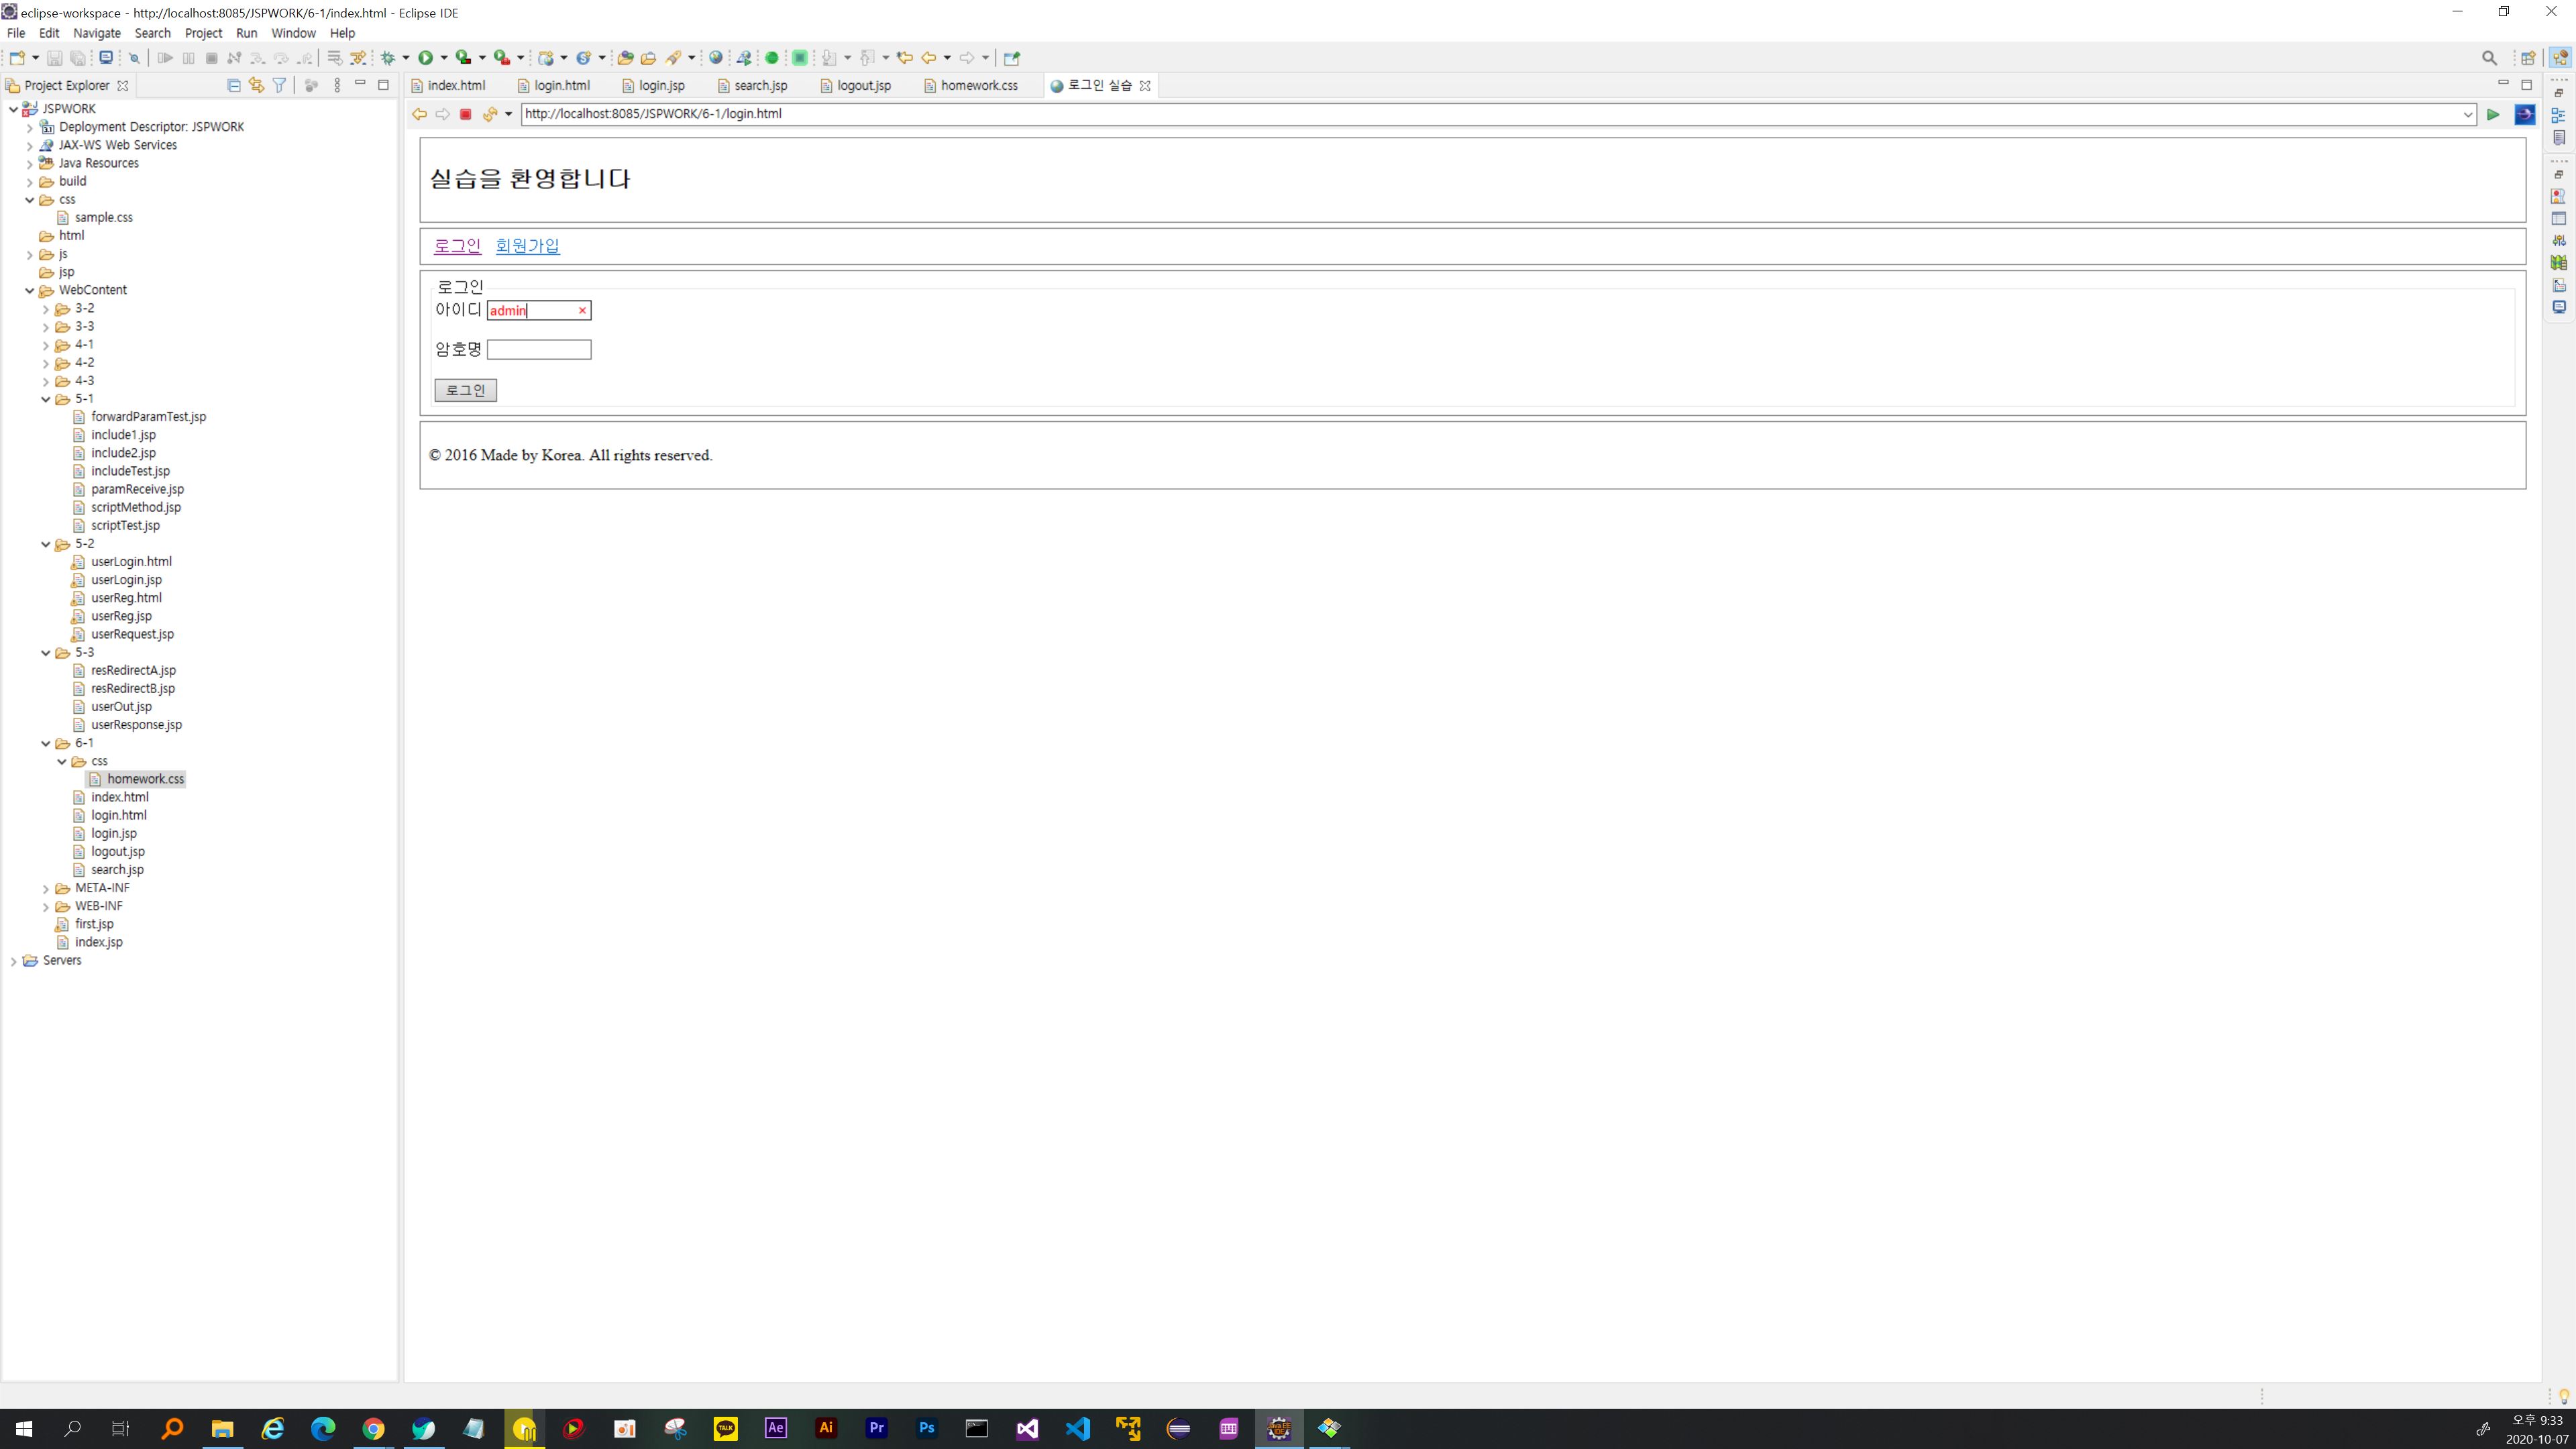 eclipse-workspace - http://localhost:8085/JSPWORK/6-1/index.html - Eclipse IDE
File Edit Navigate Search Project Run Window Help
Project Explorer
JSPWORK
Deployment Descriptor: JSPWORK
JAX-WS Web Services
Java Resources
build
css
sample.css
html
js
jsp
WebContent
3-2
3-3
4-1
4-2
4-3
5-1
forwardParamTest.jsp
include1.jsp
include2.jsp
includeTest.jsp
paramReceive.jsp
scriptMethod.jsp
scriptTest.jsp
5-2
userLogin.html
userLogin.jsp
userReg.html
userReg.jsp
userRequest.jsp
5-3
resRedirectA.jsp
resRedirectB.jsp
userOut.jsp
userResponse.jsp
6-1
css
homework.css
index.html
login.html
login.jsp
logout.jsp
search.jsp
META-INF
WEB-INF
first.jsp
index.jsp
Servers
index.html login.html login.jsp search.jsp logout.jsp homework.css 로그인 실습
http://localhost:8085/JSPWORK/6-1/login.html
실습을 환영합니다
로그인 회원가입
로그인
아이디 admin
암호명
로그인
© 2016 Made by Korea. All rights reserved.
TALK Ae Ai Pr Ps
오후 9:33
2020-10-07